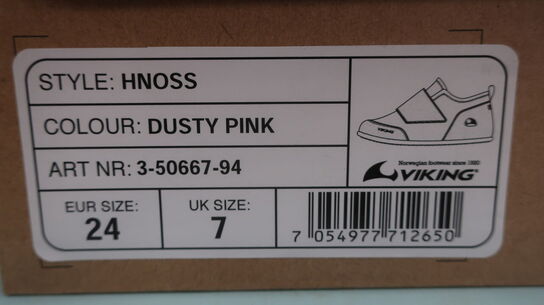 STYLE: HNOSS
COLOUR: DUSTY PINK
ART NR: 3-50667-94
EUR SIZE:
24
UK SIZE:
7
VIKING
Norwegian footwear since 1920
VIKING
7 054977 712650